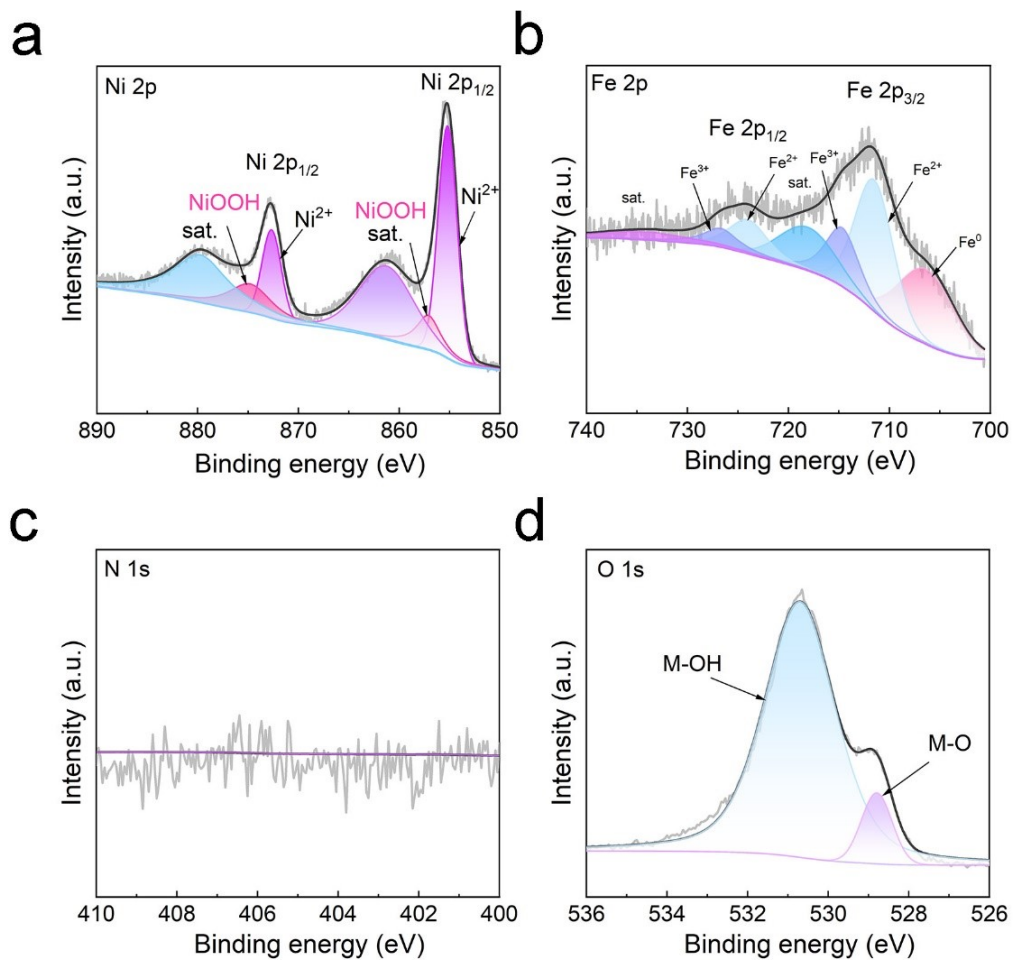 a
Ni 2p
Ni 2p1/2
Ni 2p1/2
NiOOH
sat.
Ni2+
NiOOH
sat.
Ni2+
Intensity (a.u.)
890 880 870 860 850
Binding energy (eV)
b
Fe 2p
Fe 2p3/2
Fe 2p1/2
sat.
Fe3+
Fe2+
sat.
Fe3+
Fe2+
Fe0
Intensity (a.u.)
740 730 720 710 700
Binding energy (eV)
c
N 1s
Intensity (a.u.)
410 408 406 404 402 400
Binding energy (eV)
d
O 1s
M-OH
M-O
Intensity (a.u.)
536 534 532 530 528 526
Binding energy (eV)